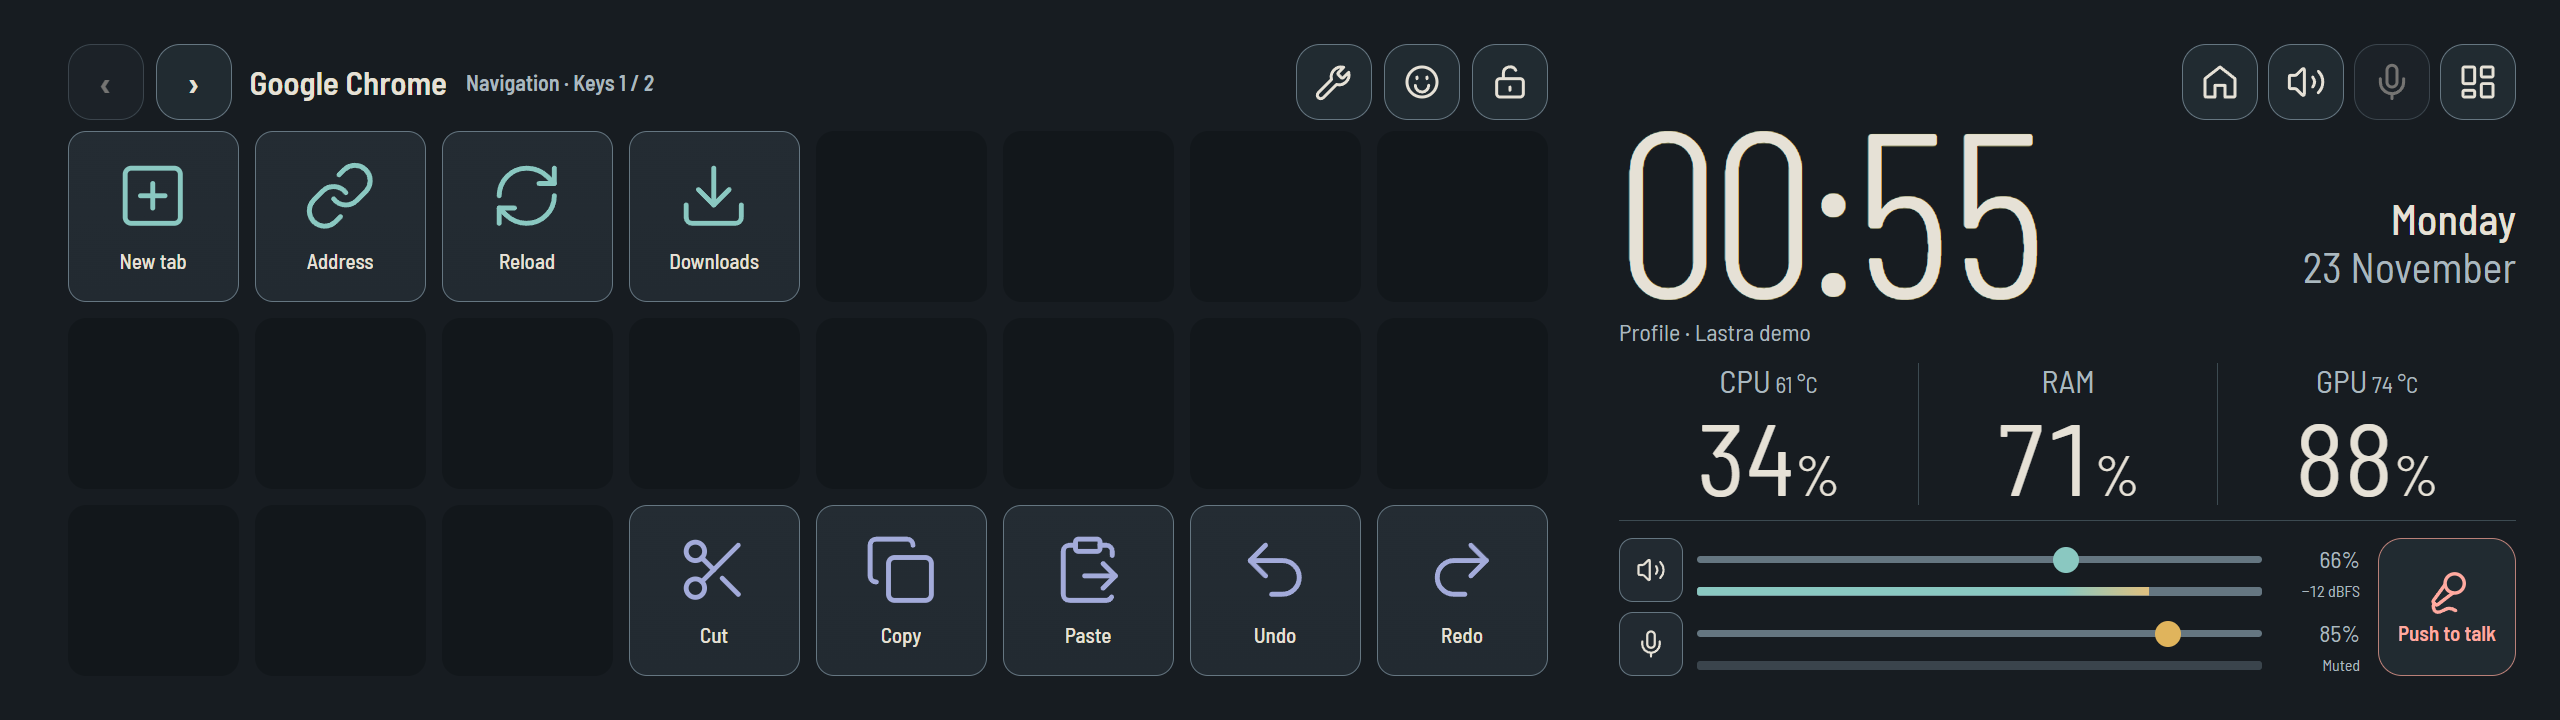 ‹ › Google Chrome Navigation · Keys 1 / 2
New tab Address Reload Downloads
Cut Copy Paste Undo Redo
00:55
Monday
23 November
Profile · Lastra demo
CPU 61 °C RAM GPU 74 °C
34% 71% 88%
66%
−12 dBFS
85%
Muted
Push to talk